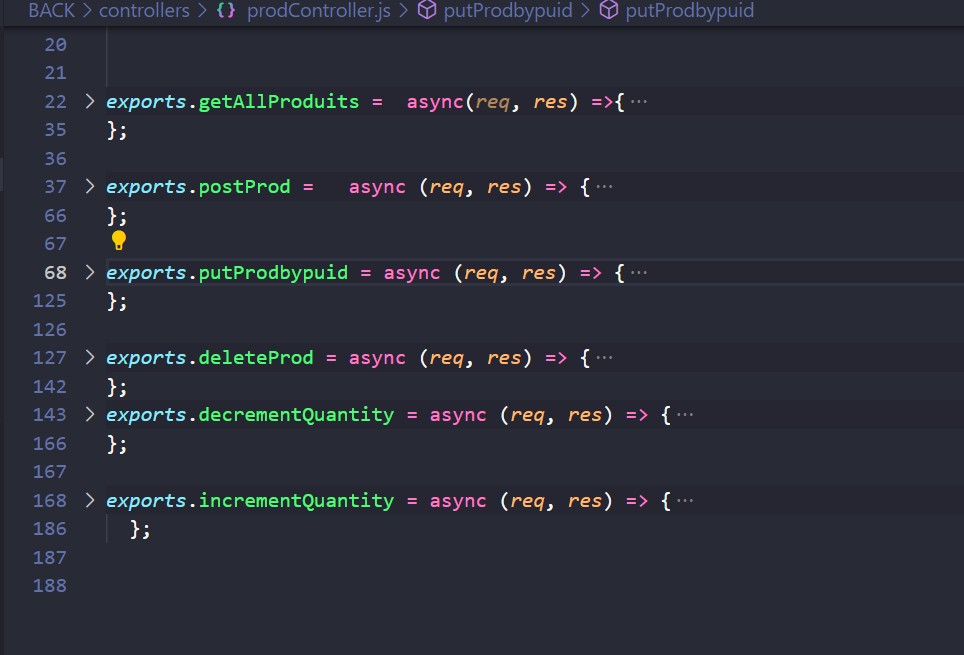 BACK > controllers > {} prodController.js > putProdbypuid > putProdbypuid
20
21
22 > exports.getAllProduits =  async(req, res) =>{ ···
35 };
36
37 > exports.postProd =   async (req, res) => { ···
66 };
67
68 > exports.putProdbypuid = async (req, res) => { ···
125 };
126
127 > exports.deleteProd = async (req, res) => { ···
142 };
143 > exports.decrementQuantity = async (req, res) => { ···
166 };
167
168 > exports.incrementQuantity = async (req, res) => { ···
186   };
187
188